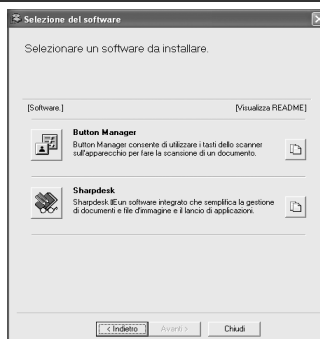 Selezione del software
Selezionare un software da installare.
[Software.] [Visualizza README]
Button Manager
Button Manager consente di utilizzare i tasti dello scanner
sull'apparecchio per fare la scansione di un documento.
Sharpdesk
Sharpdesk îEun software integrato che semplifica la gestione
di documenti e file d'immagine e il lancio di applicazioni.
< Indietro Avanti > Chiudi